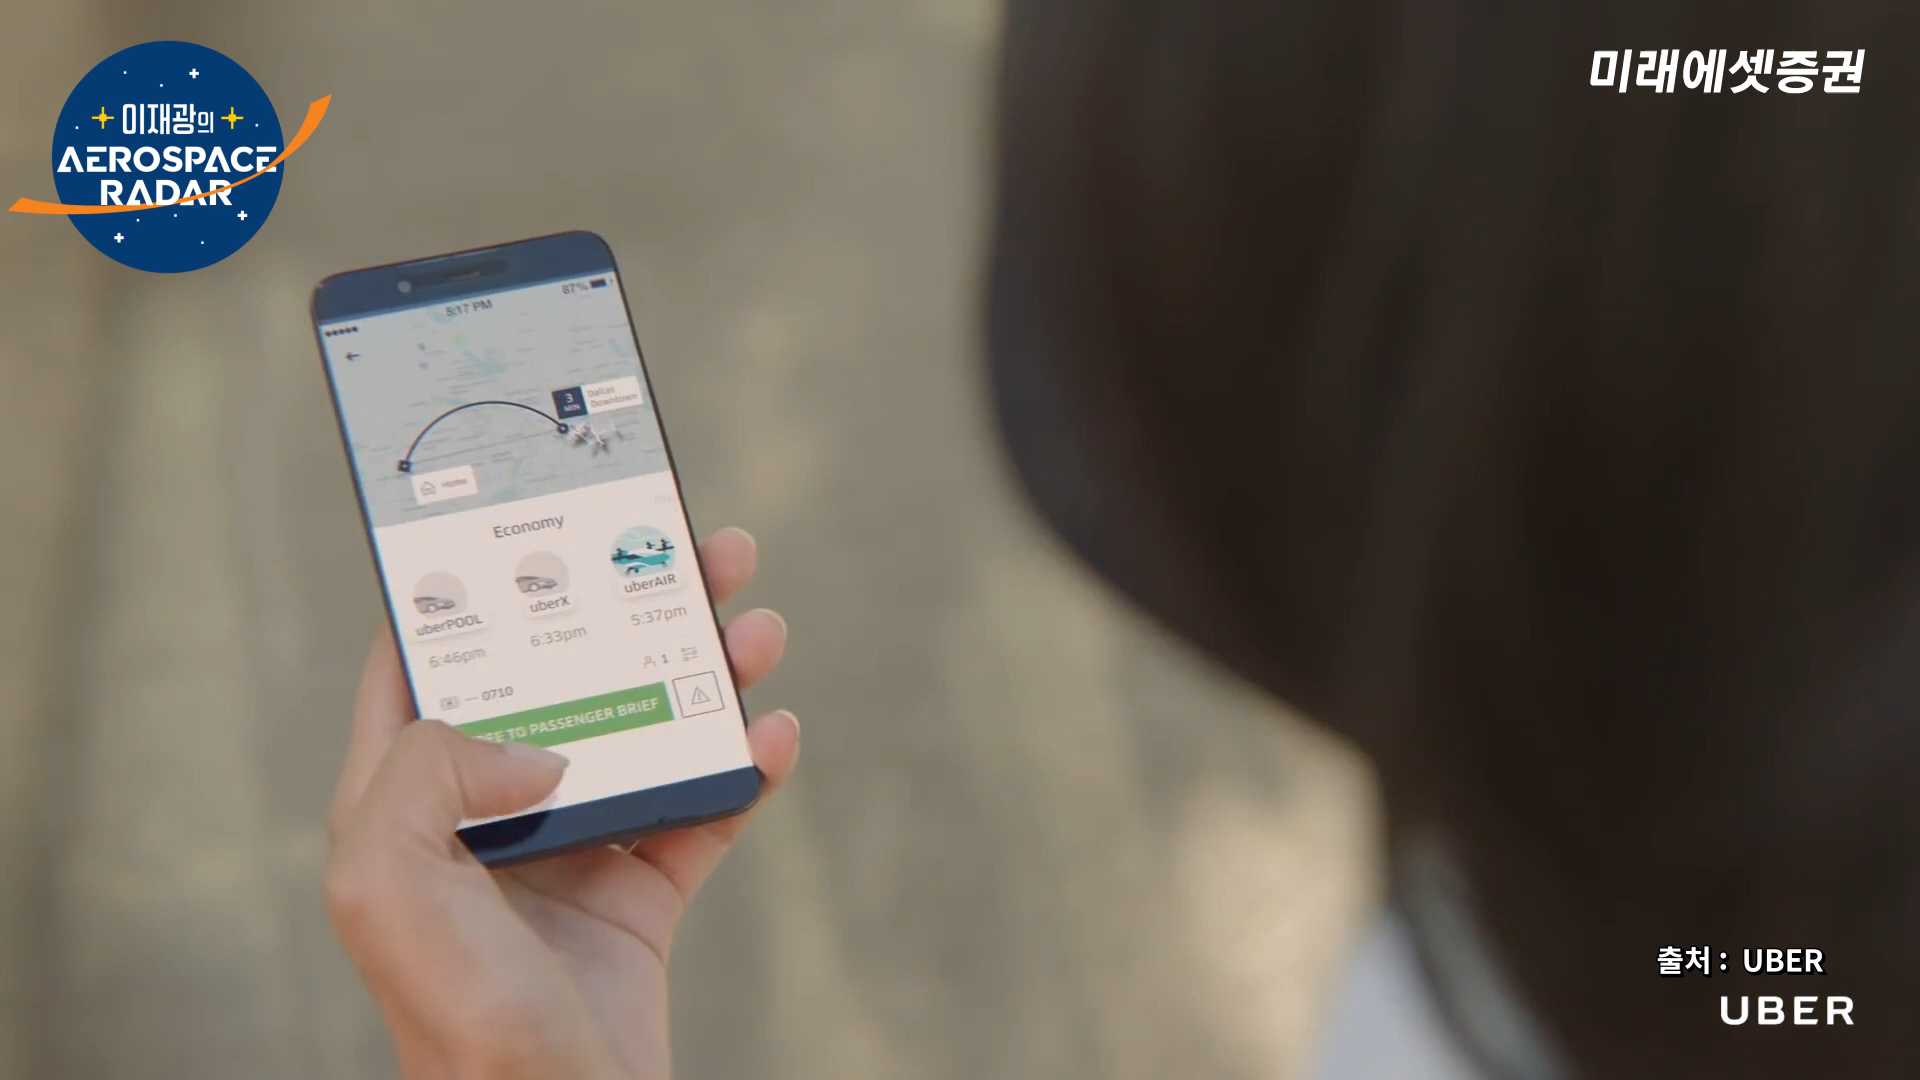 이재광의
AEROSPACE
RADAR
미래에셋증권
5:17 PM
87%
3
MIN
Dallas
Downtown
Home
Economy
uberPOOL
uberX
uberAIR
6:46pm
6:33pm
5:37pm
1
0710
EE TO PASSENGER BRIEF
출처 : UBER
UBER